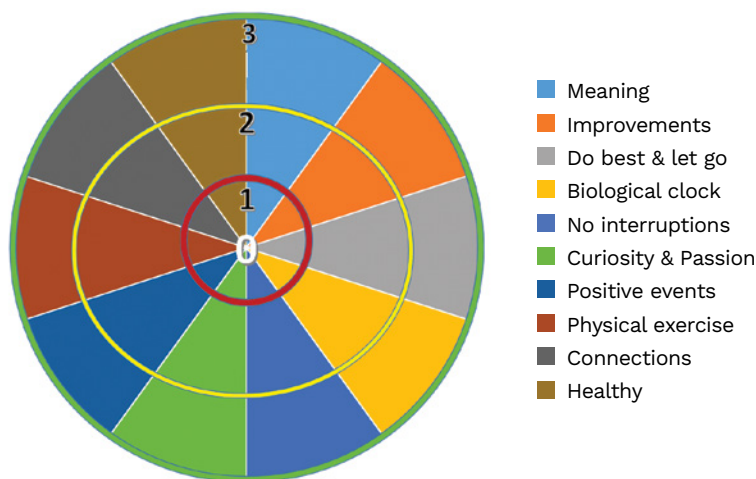 3
2
1
0
Meaning
Improvements
Do best & let go
Biological clock
No interruptions
Curiosity & Passion
Positive events
Physical exercise
Connections
Healthy